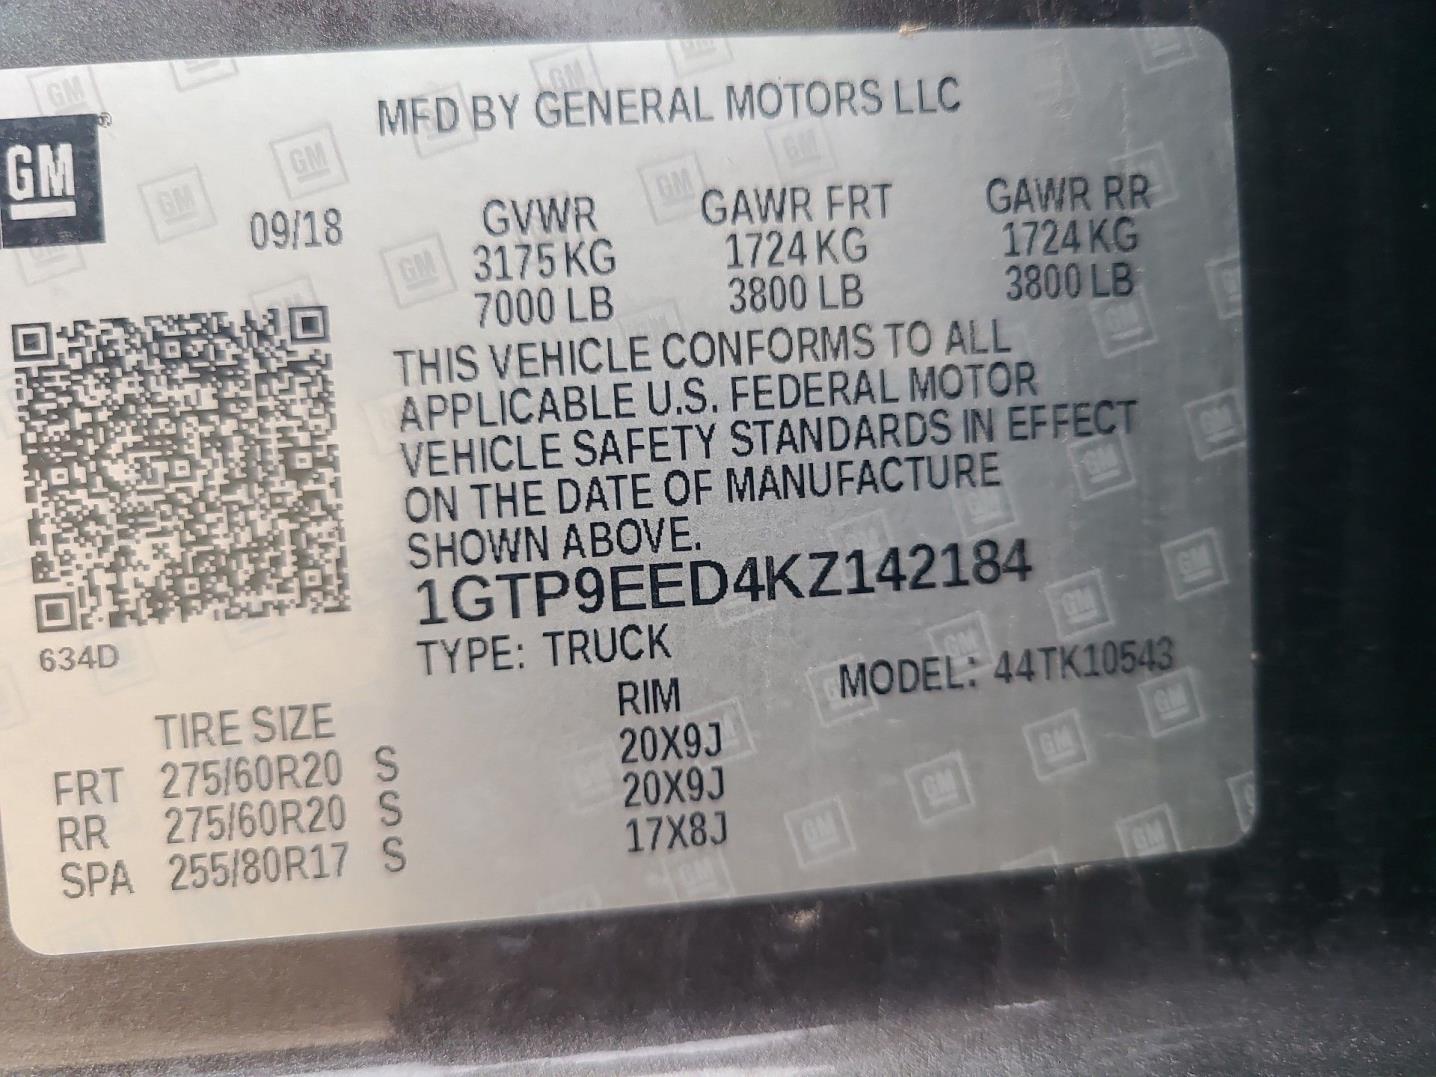 MFD BY GENERAL MOTORS LLC
GM
09/18
GVWR GAWR FRT GAWR RR
3175 KG 1724 KG 1724 KG
7000 LB 3800 LB 3800 LB
THIS VEHICLE CONFORMS TO ALL
APPLICABLE U.S. FEDERAL MOTOR
VEHICLE SAFETY STANDARDS IN EFFECT
ON THE DATE OF MANUFACTURE
SHOWN ABOVE.
1GTP9EED4KZ142184
634D
TYPE: TRUCK MODEL: 44TK10543
TIRE SIZE RIM
FRT 275/60R20 S 20X9J
RR 275/60R20 S 20X9J
SPA 255/80R17 S 17X8J